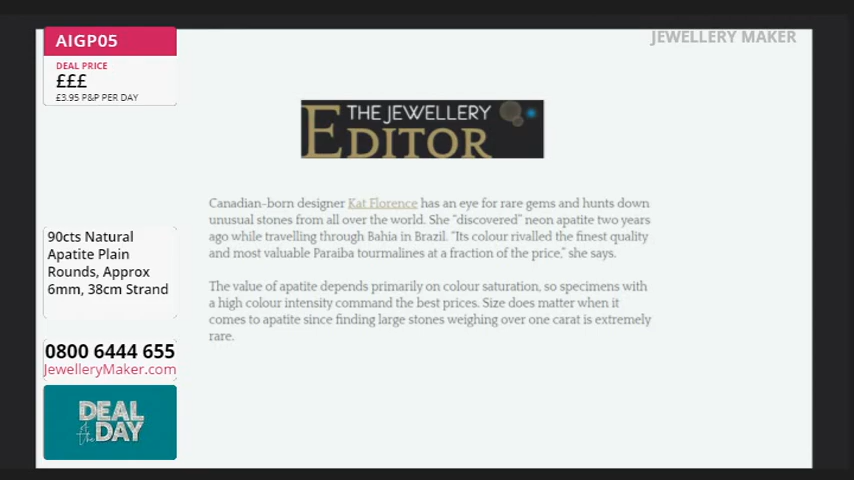 AIGP05
DEAL PRICE
£££
£3.95 P&P PER DAY
JEWELLERY MAKER
THE JEWELLERY
EDITOR
Canadian-born designer Kat Florence has an eye for rare gems and hunts down
unusual stones from all over the world. She “discovered” neon apatite two years
ago while travelling through Bahia in Brazil. “Its colour rivalled the finest quality
and most valuable Paraiba tourmalines at a fraction of the price,” she says.
The value of apatite depends primarily on colour saturation, so specimens with
a high colour intensity command the best prices. Size does matter when it
comes to apatite since finding large stones weighing over one carat is extremely
rare.
90cts Natural
Apatite Plain
Rounds, Approx
6mm, 38cm Strand
0800 6444 655
JewelleryMaker.com
DEAL
of the
DAY